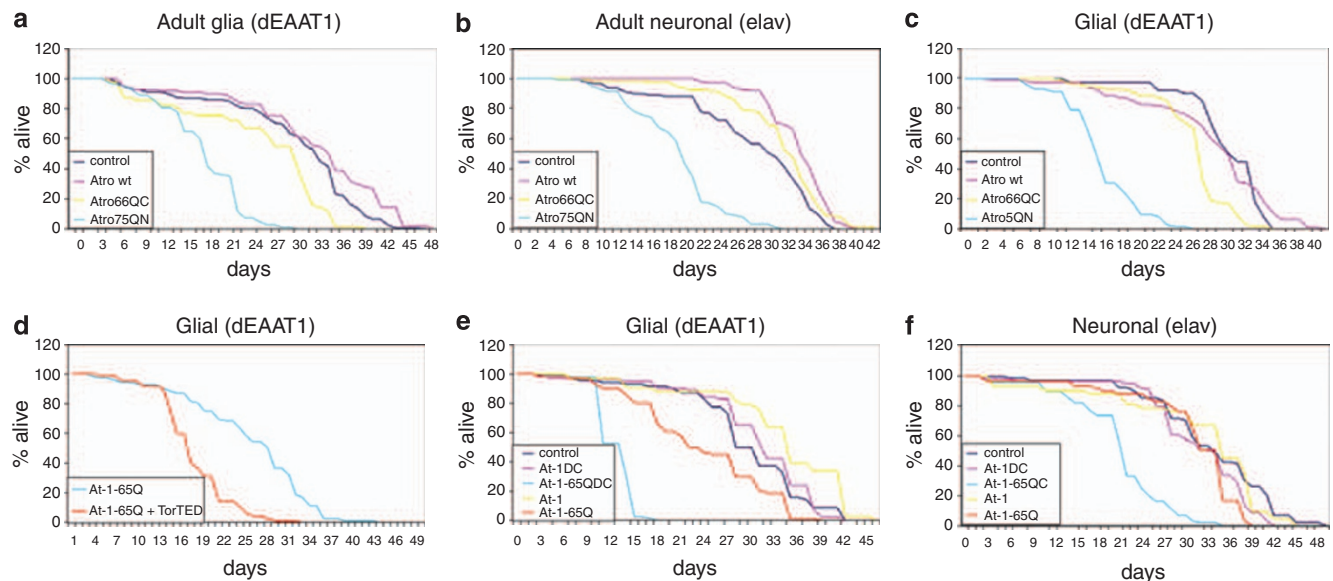 a Adult glia (dEAAT1)
120
100
80
60
40
20
0
% alive
control
Atro wt
Atro66QC
Atro75QN
0 3 6 9 12 15 18 21 24 27 30 33 36 39 42 45 48
days
b Adult neuronal (elav)
120
100
80
60
40
20
0
% alive
control
Atro wt
Atro66QC
Atro75QN
0 2 4 6 8 10 12 14 16 18 20 22 24 26 28 30 32 34 36 38 40 42
days
c Glial (dEAAT1)
120
100
80
60
40
20
0
% alive
control
Atro wt
Atro66QC
Atro5QN
0 2 4 6 8 10 12 14 16 18 20 22 24 26 28 30 32 34 36 38 40
days
d Glial (dEAAT1)
120
100
80
60
40
20
0
% alive
At-1-65Q
At-1-65Q + TorTED
1 4 7 10 13 16 19 22 25 28 31 34 37 40 43 46 49
days
e Glial (dEAAT1)
120
100
80
60
40
20
0
% alive
control
At-1DC
At-1-65QDC
At-1
At-1-65Q
0 3 6 9 12 15 18 21 24 27 30 33 36 39 42 45
days
f Neuronal (elav)
120
100
80
60
40
20
0
% alive
control
At-1DC
At-1-65QC
At-1
At-1-65Q
0 3 6 9 12 15 18 21 24 27 30 33 36 39 42 45 48
days